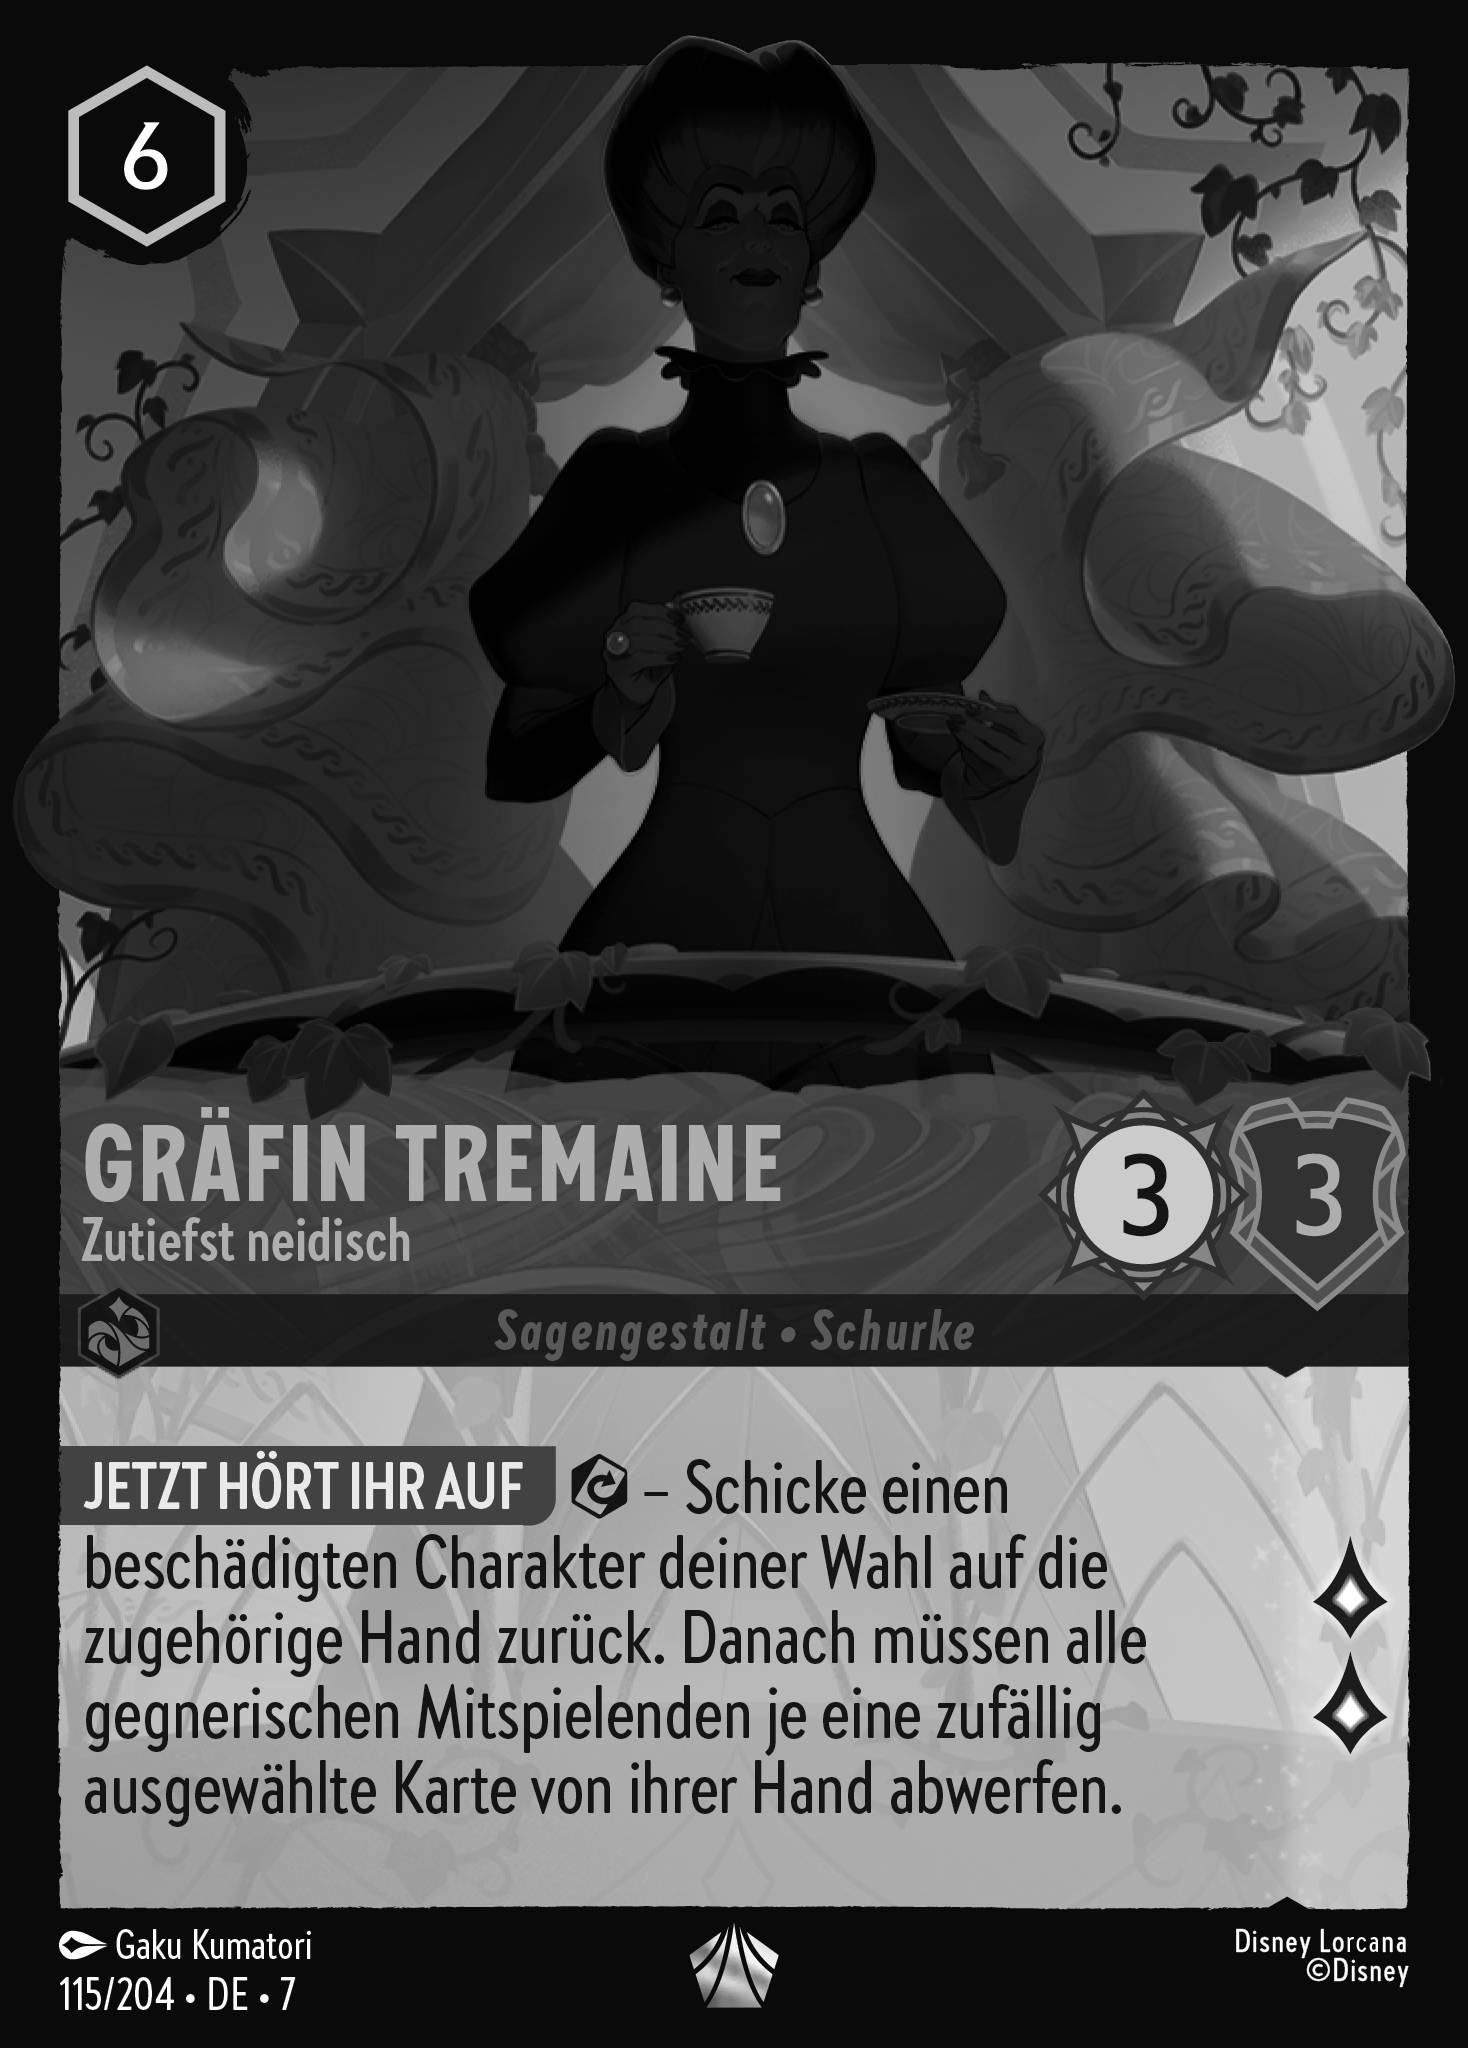 6
GRÄFIN TREMAINE
Zutiefst neidisch
3
3
Sagengestalt • Schurke
JETZT HÖRT IHR AUF – Schicke einen
beschädigten Charakter deiner Wahl auf die
zugehörige Hand zurück. Danach müssen alle
gegnerischen Mitspielenden je eine zufällig
ausgewählte Karte von ihrer Hand abwerfen.
Gaku Kumatori
115/204 • DE • 7
Disney Lorcana
©Disney